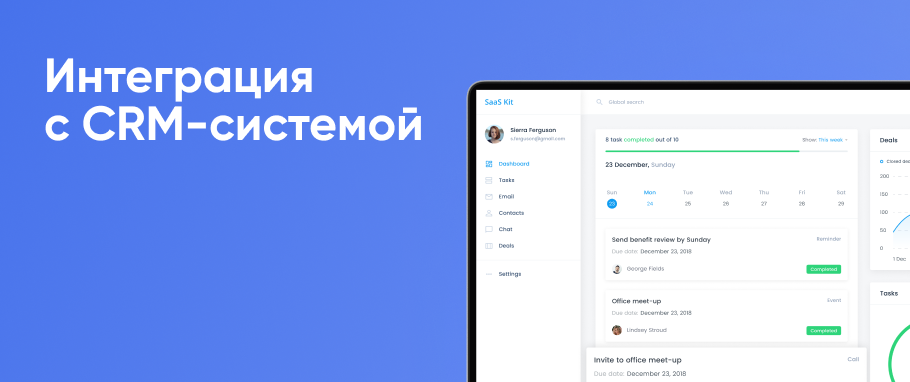 Интеграция
с CRM-системой
SaaS Kit
Global search
Sierra Ferguson
s.ferguson@gmail.com
Dashboard
Tasks
Email
Contacts
Chat
Deals
Settings
8 task completed out of 10
Show: This week
23 December, Sunday
Sun Mon Tue Wed Thu Fri Sat
23 24 25 26 27 28 29
Send benefit review by Sunday
Reminder
Due date: December 23, 2018
George Fields
Completed
Office meet-up
Event
Due date: December 23, 2018
Lindsey Stroud
Completed
Invite to office meet-up
Call
Due date: December 23, 2018
Deals
Closed dea
200
150
100
50
0
1 Dec
Tasks